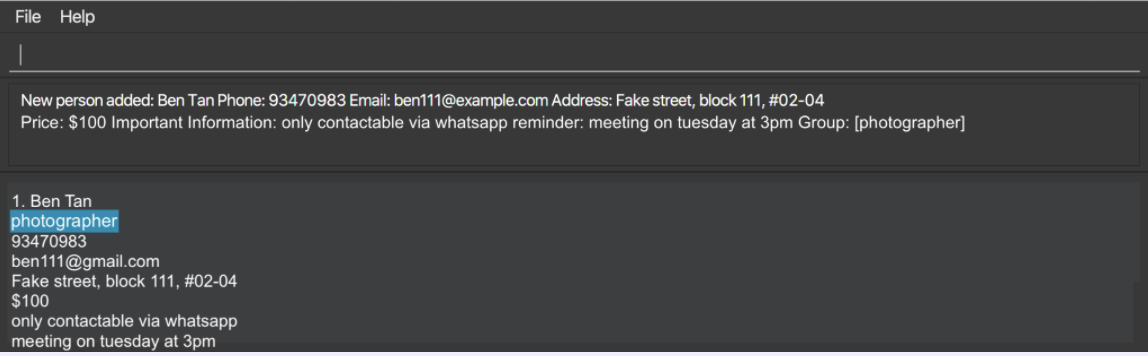 File Help
New person added: Ben Tan Phone: 93470983 Email: ben111@example.com Address: Fake street, block 111, #02-04
Price: $100 Important Information: only contactable via whatsapp reminder: meeting on tuesday at 3pm Group: [photographer]
1. Ben Tan
photographer
93470983
ben111@gmail.com
Fake street, block 111, #02-04
$100
only contactable via whatsapp
meeting on tuesday at 3pm